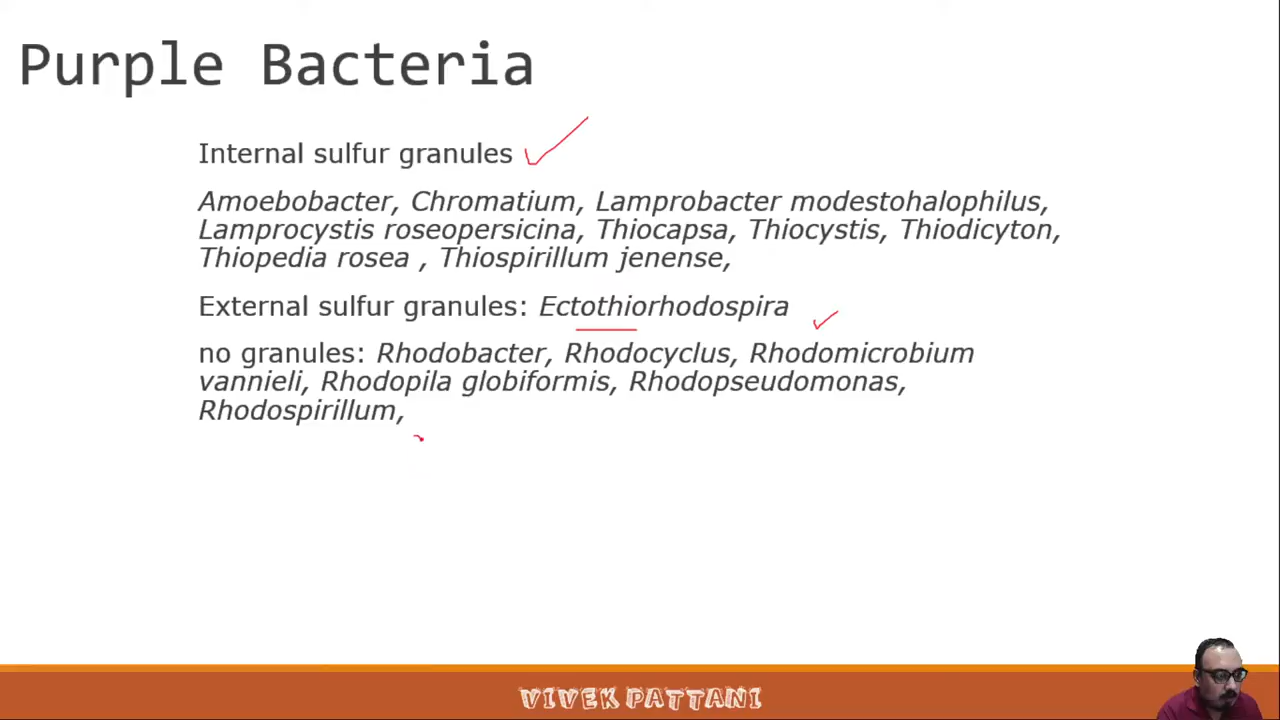 Purple Bacteria
Internal sulfur granules
Amoebobacter, Chromatium, Lamprobacter modestohalophilus,
Lamprocystis roseopersicina, Thiocapsa, Thiocystis, Thiodicyton,
Thiopedia rosea , Thiospirillum jenense,
External sulfur granules: Ectothiorhodospira
no granules: Rhodobacter, Rhodocyclus, Rhodomicrobium
vannieli, Rhodopila globiformis, Rhodopseudomonas,
Rhodospirillum,
VIVEK PATTANI